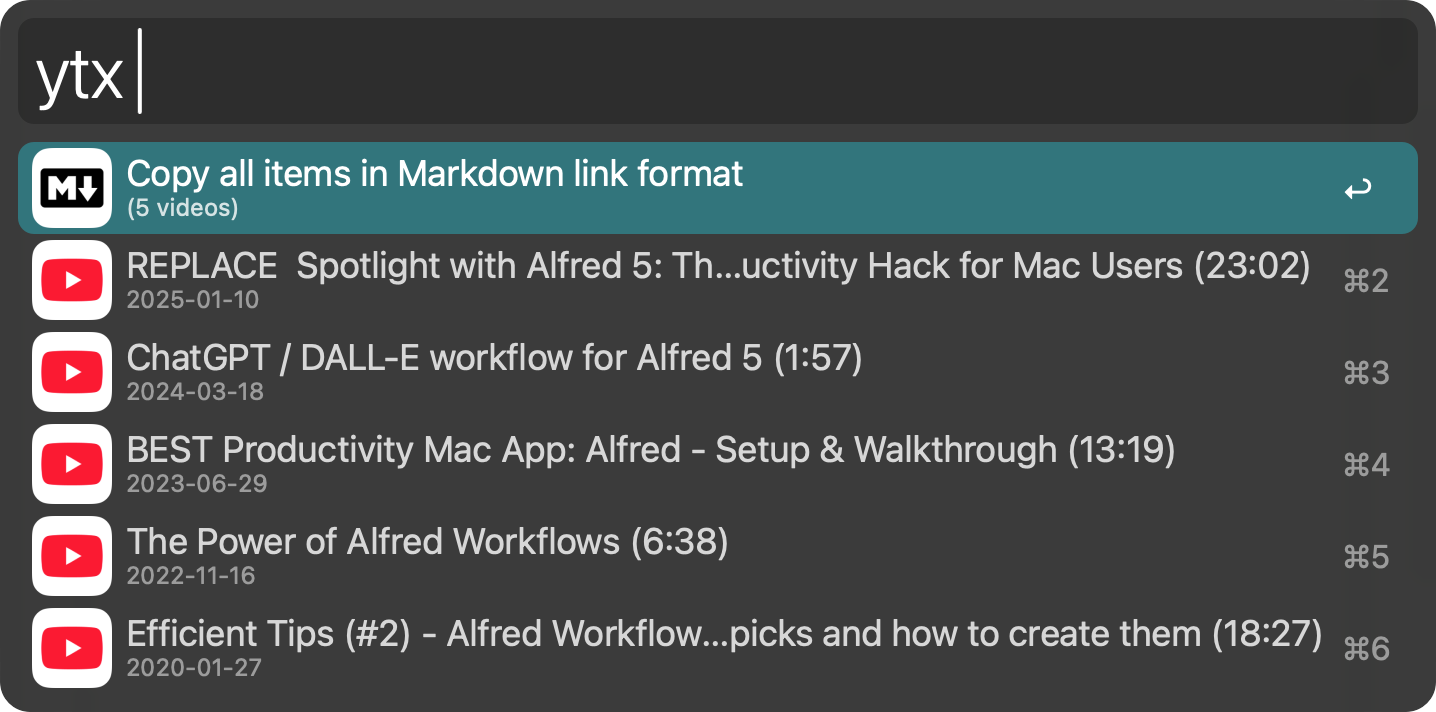 ytx
M Copy all items in Markdown link format
(5 videos)
REPLACE  Spotlight with Alfred 5: Th...uctivity Hack for Mac Users (23:02)
2025-01-10
⌘2
ChatGPT / DALL-E workflow for Alfred 5 (1:57)
2024-03-18
⌘3
BEST Productivity Mac App: Alfred - Setup & Walkthrough (13:19)
2023-06-29
⌘4
The Power of Alfred Workflows (6:38)
2022-11-16
⌘5
Efficient Tips (#2) - Alfred Workflow...picks and how to create them (18:27)
2020-01-27
⌘6